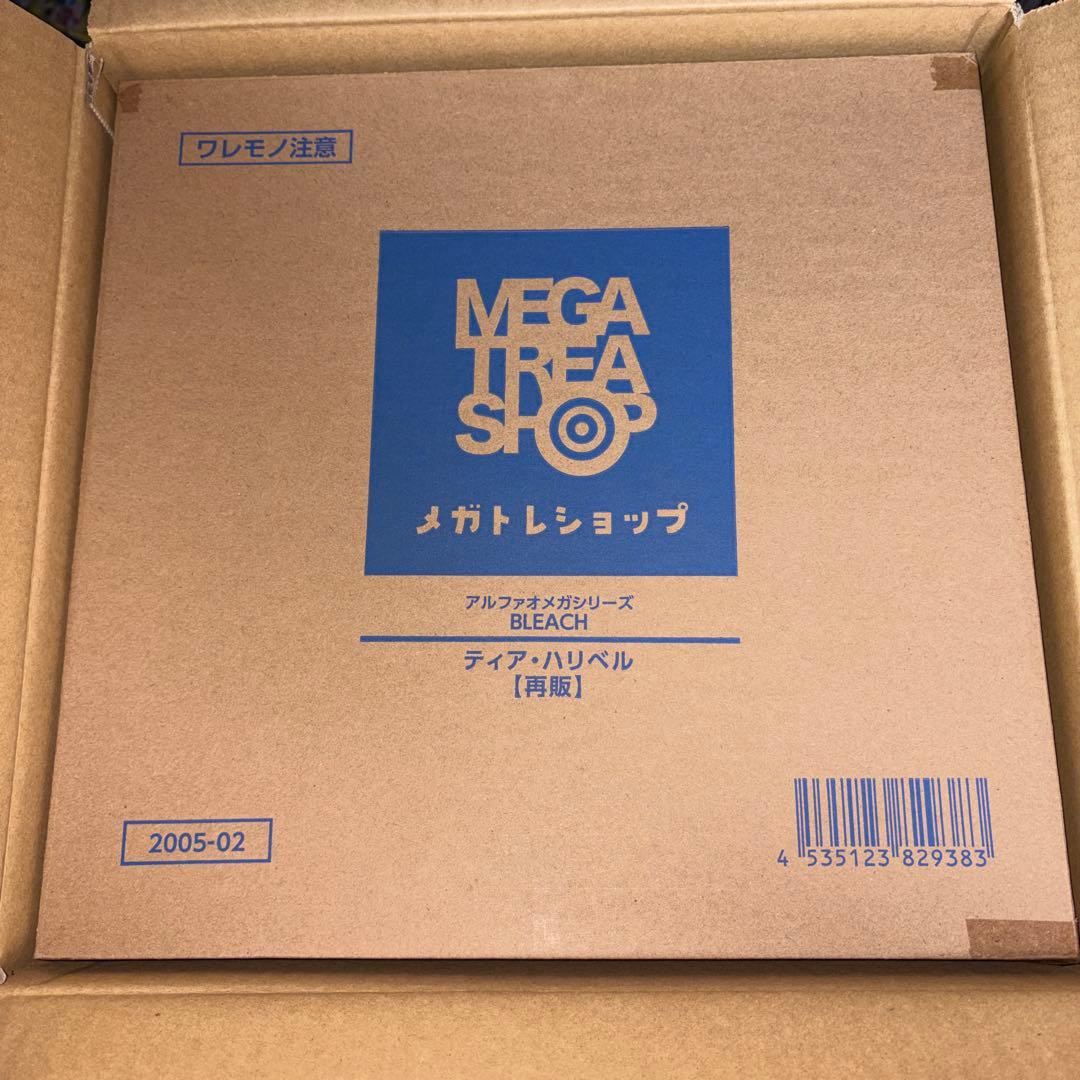 ワレモノ注意
MEGA
TREA
SHOP
メガトレショップ
アルファオメガシリーズ
BLEACH
ティア・ハリベル
【再販】
2005-02
4 535123 829383